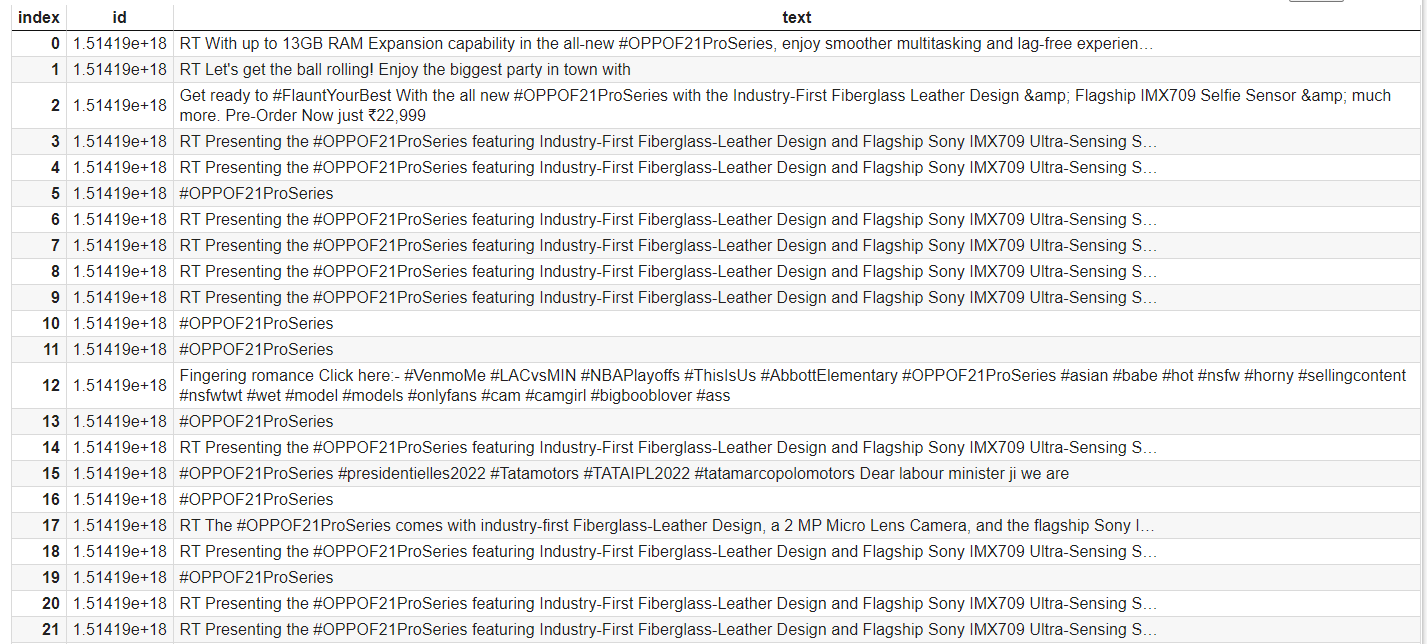 index id text
0 1.51419e+18 RT With up to 13GB RAM Expansion capability in the all-new #OPPOF21ProSeries, enjoy smoother multitasking and lag-free experien…
1 1.51419e+18 RT Let's get the ball rolling! Enjoy the biggest party in town with
2 1.51419e+18 Get ready to #FlauntYourBest With the all new #OPPOF21ProSeries with the Industry-First Fiberglass Leather Design &amp; Flagship IMX709 Selfie Sensor &amp; much
more. Pre-Order Now just ₹22,999
3 1.51419e+18 RT Presenting the #OPPOF21ProSeries featuring Industry-First Fiberglass-Leather Design and Flagship Sony IMX709 Ultra-Sensing S…
4 1.51419e+18 RT Presenting the #OPPOF21ProSeries featuring Industry-First Fiberglass-Leather Design and Flagship Sony IMX709 Ultra-Sensing S…
5 1.51419e+18 #OPPOF21ProSeries
6 1.51419e+18 RT Presenting the #OPPOF21ProSeries featuring Industry-First Fiberglass-Leather Design and Flagship Sony IMX709 Ultra-Sensing S…
7 1.51419e+18 RT Presenting the #OPPOF21ProSeries featuring Industry-First Fiberglass-Leather Design and Flagship Sony IMX709 Ultra-Sensing S…
8 1.51419e+18 RT Presenting the #OPPOF21ProSeries featuring Industry-First Fiberglass-Leather Design and Flagship Sony IMX709 Ultra-Sensing S…
9 1.51419e+18 RT Presenting the #OPPOF21ProSeries featuring Industry-First Fiberglass-Leather Design and Flagship Sony IMX709 Ultra-Sensing S…
10 1.51419e+18 #OPPOF21ProSeries
11 1.51419e+18 #OPPOF21ProSeries
12 1.51419e+18 Fingering romance Click here:- #VenmoMe #LACvsMIN #NBAPlayoffs #ThisIsUs #AbbottElementary #OPPOF21ProSeries #asian #babe #hot #nsfw #horny #sellingcontent
#nsfwtwt #wet #model #models #onlyfans #cam #camgirl #bigbooblover #ass
13 1.51419e+18 #OPPOF21ProSeries
14 1.51419e+18 RT Presenting the #OPPOF21ProSeries featuring Industry-First Fiberglass-Leather Design and Flagship Sony IMX709 Ultra-Sensing S…
15 1.51419e+18 #OPPOF21ProSeries #presidentielles2022 #Tatamotors #TATAIPL2022 #tatamarcopolomotors Dear labour minister ji we are
16 1.51419e+18 #OPPOF21ProSeries
17 1.51419e+18 RT The #OPPOF21ProSeries comes with industry-first Fiberglass-Leather Design, a 2 MP Micro Lens Camera, and the flagship Sony I…
18 1.51419e+18 RT Presenting the #OPPOF21ProSeries featuring Industry-First Fiberglass-Leather Design and Flagship Sony IMX709 Ultra-Sensing S…
19 1.51419e+18 #OPPOF21ProSeries
20 1.51419e+18 RT Presenting the #OPPOF21ProSeries featuring Industry-First Fiberglass-Leather Design and Flagship Sony IMX709 Ultra-Sensing S…
21 1.51419e+18 RT Presenting the #OPPOF21ProSeries featuring Industry-First Fiberglass-Leather Design and Flagship Sony IMX709 Ultra-Sensing S…